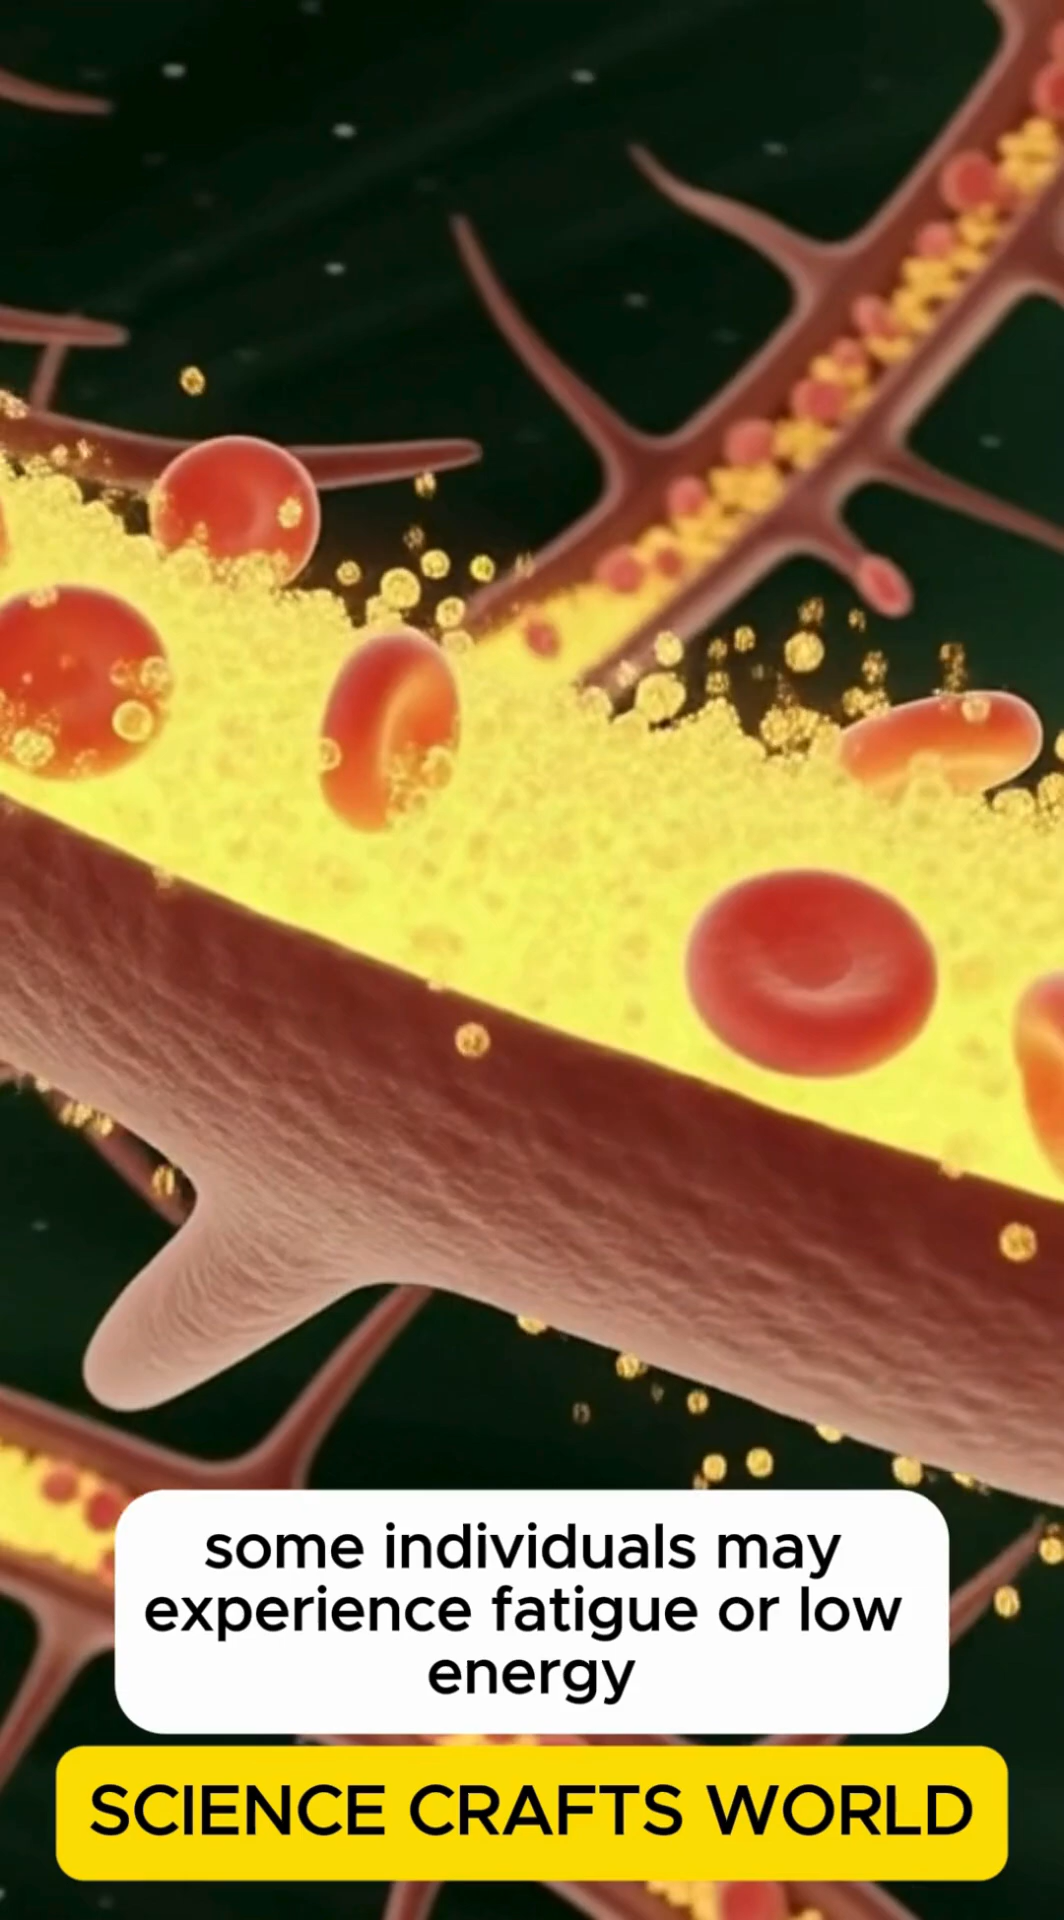 some individuals may
experience fatigue or low
energy
SCIENCE CRAFTS WORLD